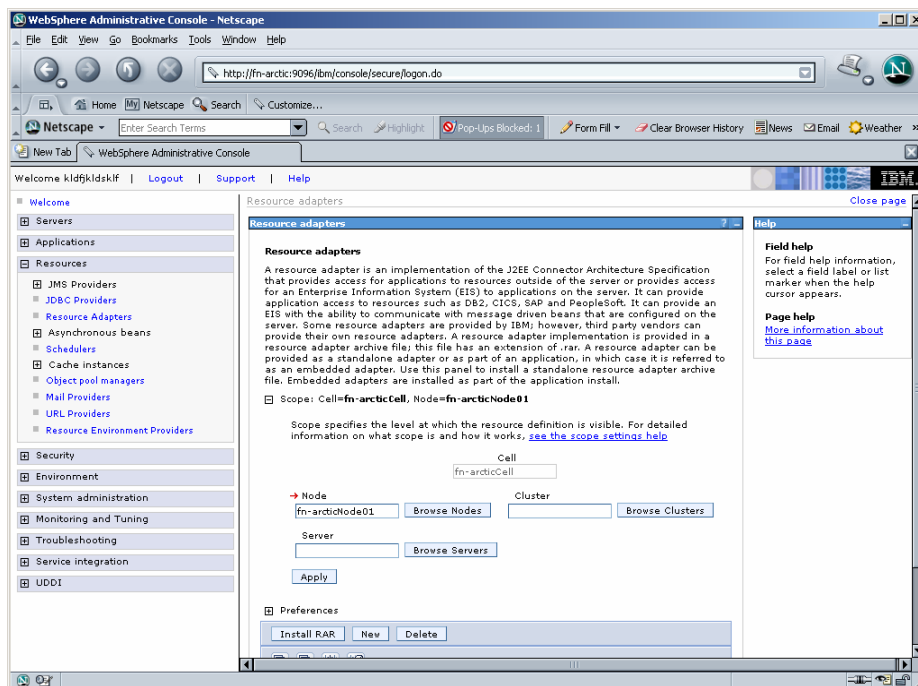 WebSphere Administrative Console - Netscape
File Edit View Go Bookmarks Tools Window Help
http://fn-arctic:9096/ibm/console/secure/logon.do
N
Home My Netscape Search Customize...
Netscape Enter Search Terms Search Highlight Pop-Ups Blocked: 1 Form Fill Clear Browser History News Email Weather »
New Tab WebSphere Administrative Console
Welcome kldfjkldsklf | Logout | Support | Help IBM.
Welcome
Servers
Applications
Resources
JMS Providers
JDBC Providers
Resource Adapters
Asynchronous beans
Schedulers
Cache instances
Object pool managers
Mail Providers
URL Providers
Resource Environment Providers
Security
Environment
System administration
Monitoring and Tuning
Troubleshooting
Service integration
UDDI
Resource adapters Close page
Resource adapters ? –
Resource adapters
A resource adapter is an implementation of the J2EE Connector Architecture Specification
that provides access for applications to resources outside of the server or provides access
for an Enterprise Information System (EIS) to applications on the server. It can provide
application access to resources such as DB2, CICS, SAP and PeopleSoft. It can provide an
EIS with the ability to communicate with message driven beans that are configured on the
server. Some resource adapters are provided by IBM; however, third party vendors can
provide their own resource adapters. A resource adapter implementation is provided in a
resource adapter archive file; this file has an extension of .rar. A resource adapter can be
provided as a standalone adapter or as part of an application, in which case it is referred to
as an embedded adapter. Use this panel to install a standalone resource adapter archive
file. Embedded adapters are installed as part of the application install.
Scope: Cell=fn-arcticCell, Node=fn-arcticNode01
Scope specifies the level at which the resource definition is visible. For detailed
information on what scope is and how it works, see the scope settings help
Cell
fn-arcticCell
Node Cluster
fn-arcticNode01 Browse Nodes Browse Clusters
Server
Browse Servers
Apply
Preferences
Install RAR New Delete
Help –
Field help
For field help information,
select a field label or list
marker when the help
cursor appears.
Page help
More information about
this page